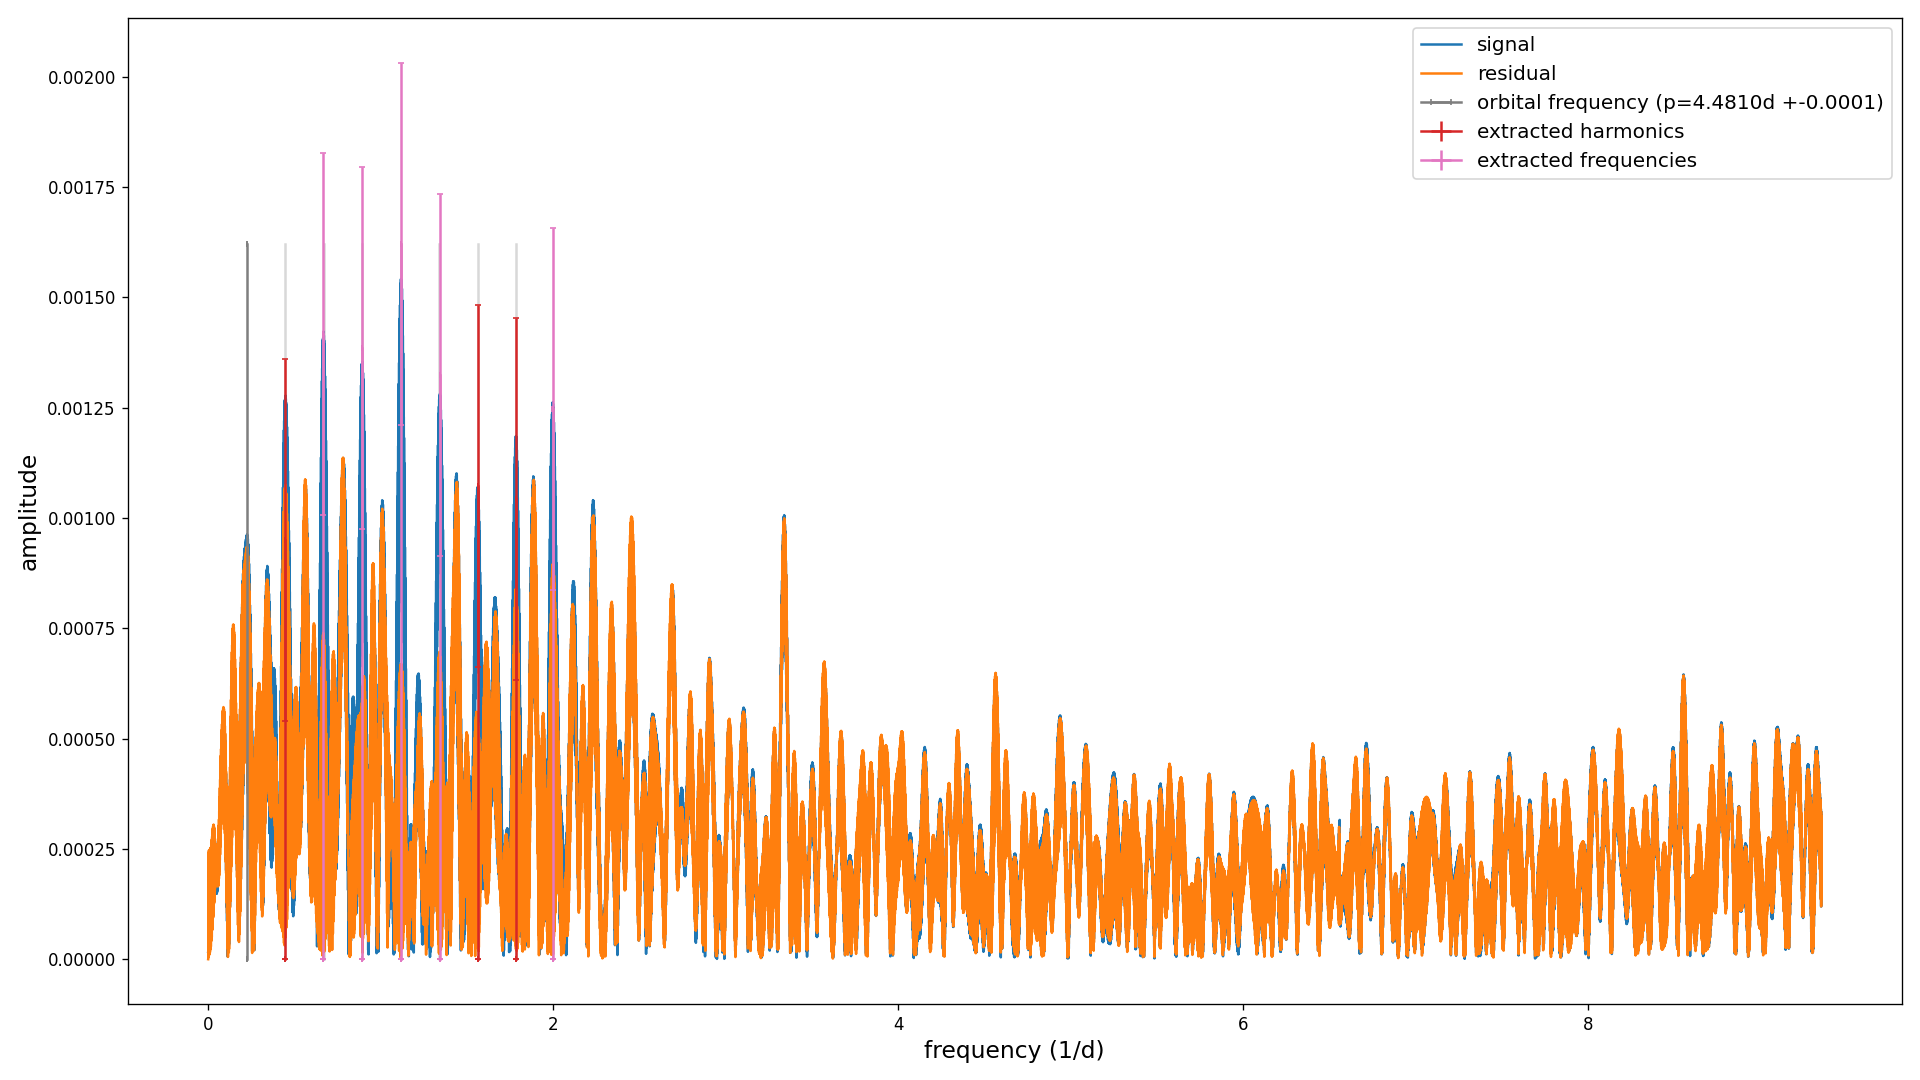 signal
residual
orbital frequency (p=4.4810d +-0.0001)
extracted harmonics
extracted frequencies
0.00200
0.00175
0.00150
0.00125
0.00100
0.00075
0.00050
0.00025
0.00000
amplitude
0 2 4 6 8
frequency (1/d)